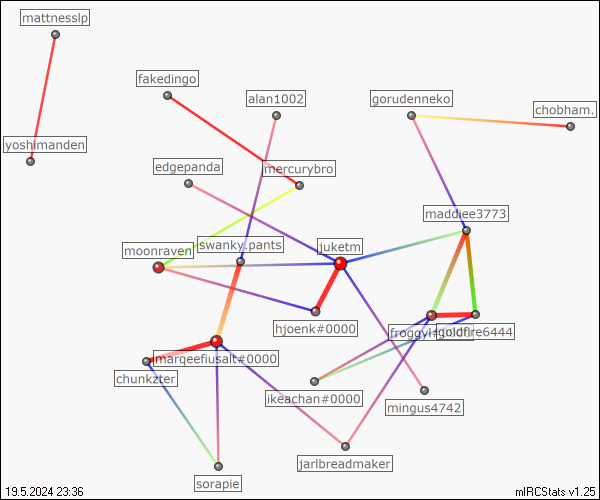 mattnesslp
fakedingo
alan1002
gorudenneko
chobham.
yoshimanden
edgepanda
mercurybro
maddiee3773
moonraven
swanky.pants
juketm
hjoenk#0000
goldfire6444
marqeefiusalt#0000
chunkzter
ikeachan#0000
mingus4742
jarlbreadmaker
sorapie
19.5.2024 23:36
mIRCStats v1.25